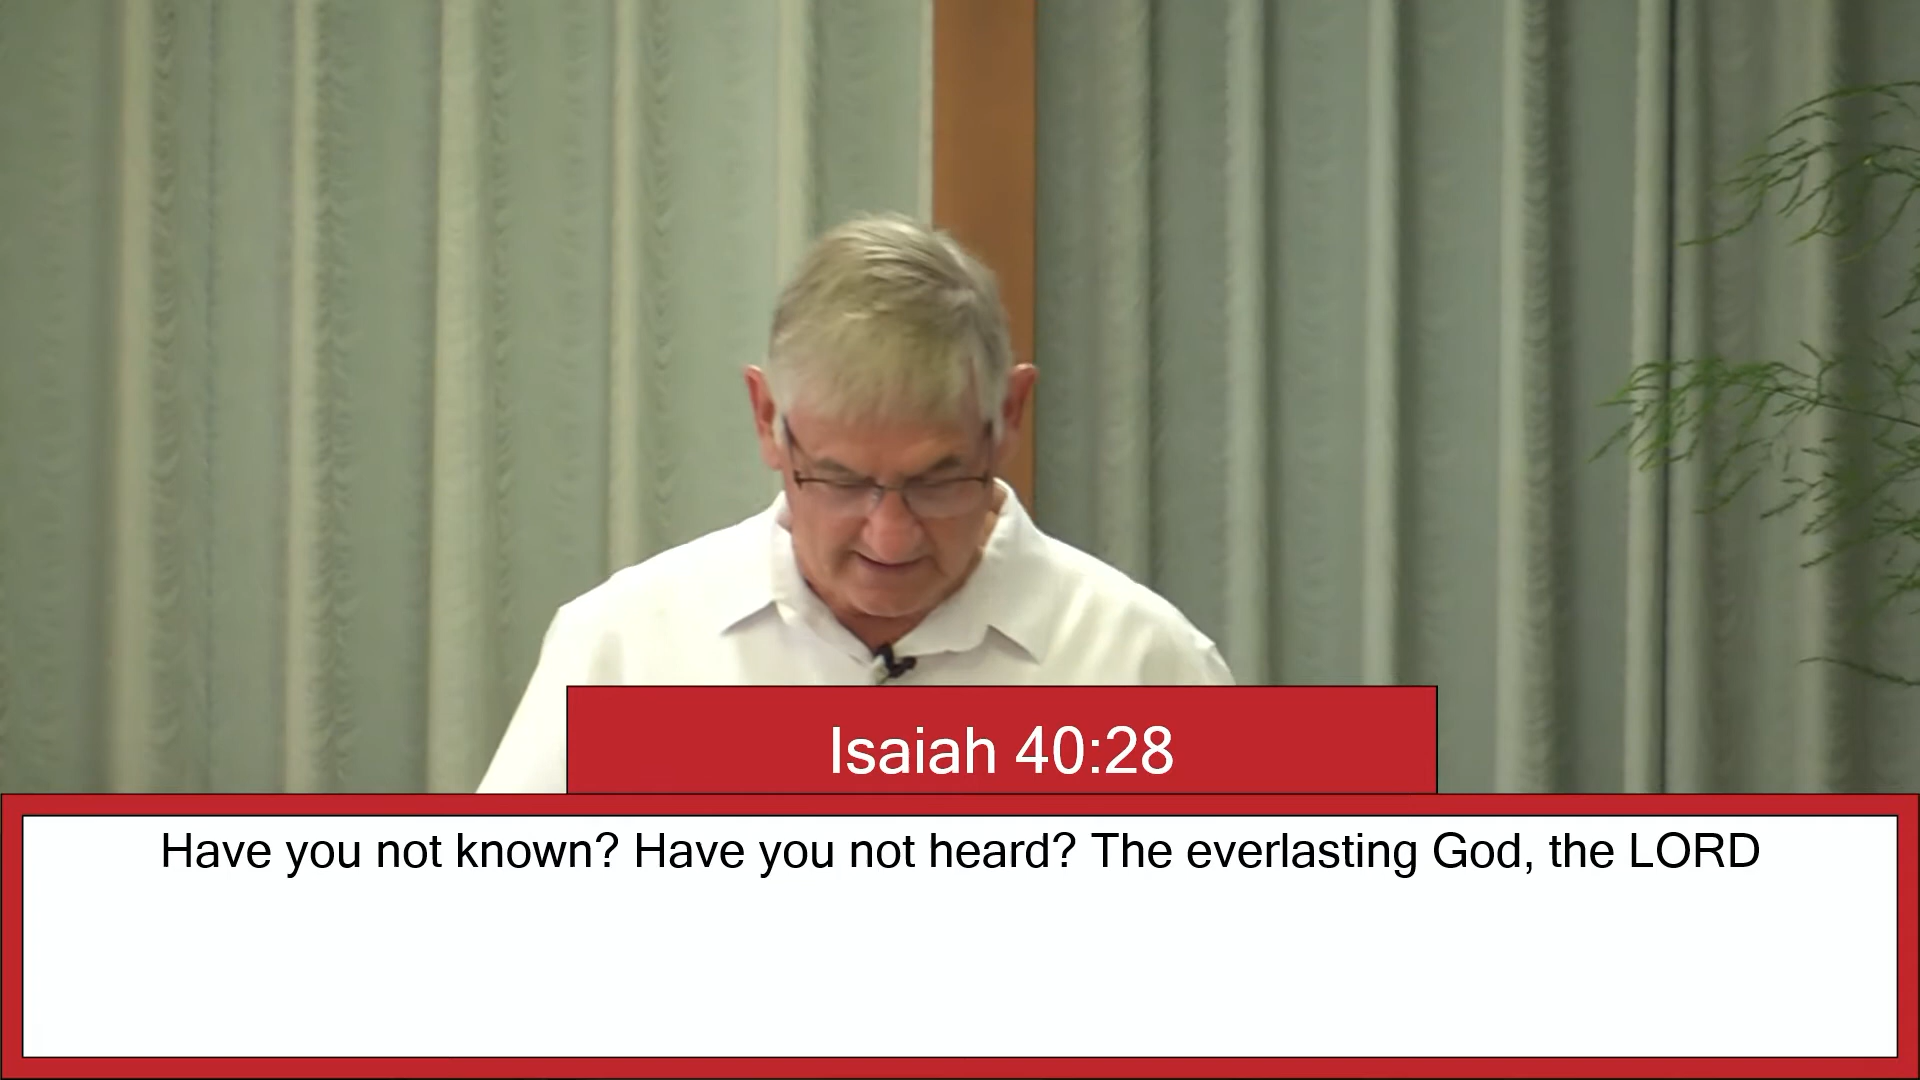 Isaiah 40:28
Have you not known? Have you not heard? The everlasting God, the LORD